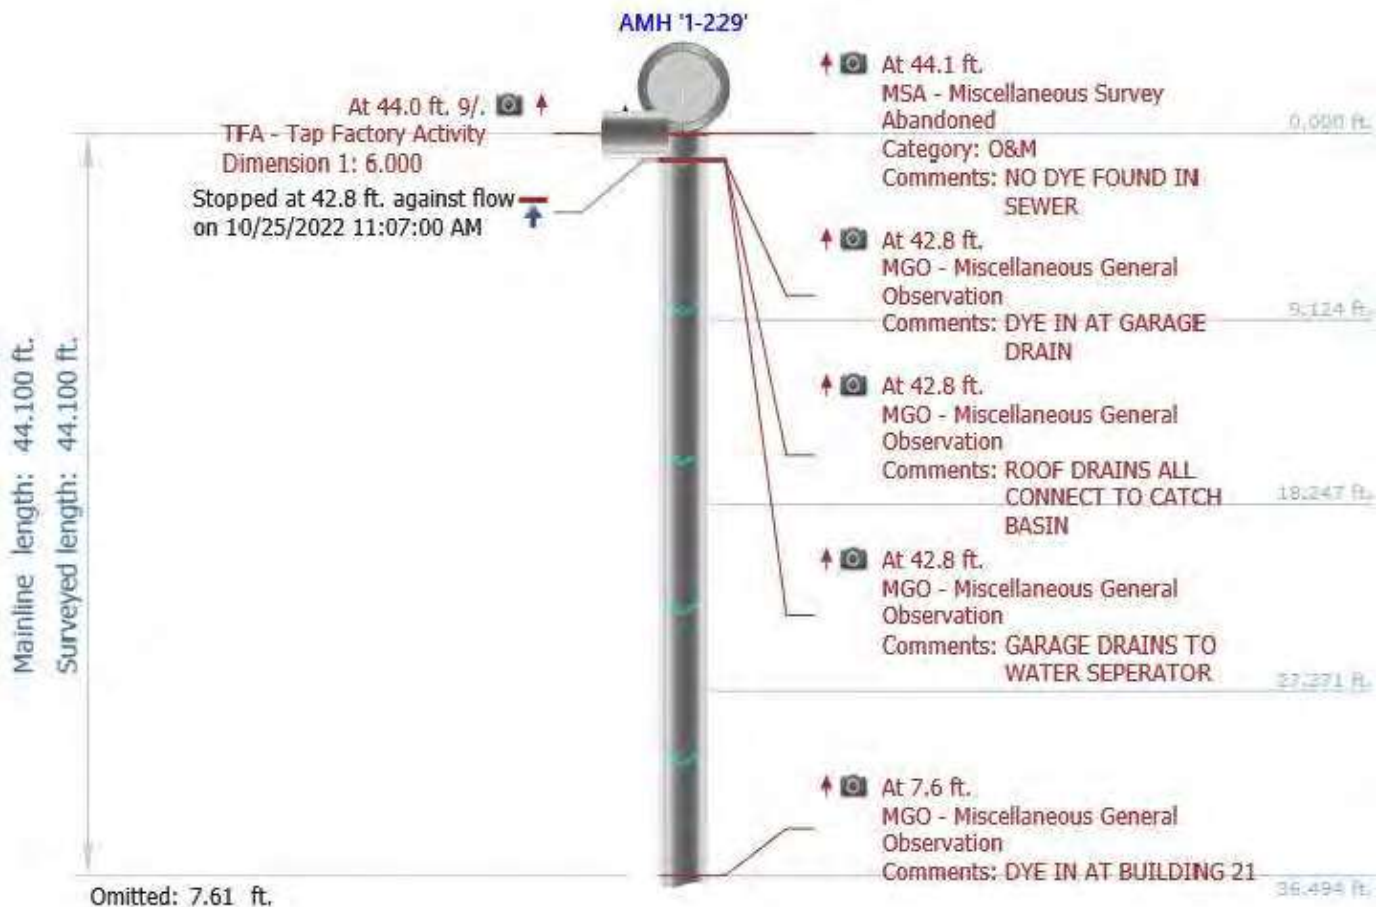 AMH '1-229'
At 44.0 ft. 9/.
TFA - Tap Factory Activity
Dimension 1: 6.000
Stopped at 42.8 ft. against flow
on 10/25/2022 11:07:00 AM
At 44.1 ft.
MSA - Miscellaneous Survey
Abandoned
Category: O&M
Comments: NO DYE FOUND IN
SEWER
0.000 ft.
At 42.8 ft.
MGO - Miscellaneous General
Observation
Comments: DYE IN AT GARAGE
DRAIN
9.124 ft.
At 42.8 ft.
MGO - Miscellaneous General
Observation
Comments: ROOF DRAINS ALL
CONNECT TO CATCH
BASIN
18.247 ft.
At 42.8 ft.
MGO - Miscellaneous General
Observation
Comments: GARAGE DRAINS TO
WATER SEPERATOR
27.371 ft.
At 7.6 ft.
MGO - Miscellaneous General
Observation
Comments: DYE IN AT BUILDING 21
36.494 ft.
Mainline length: 44.100 ft.
Surveyed length: 44.100 ft.
Omitted: 7.61 ft.